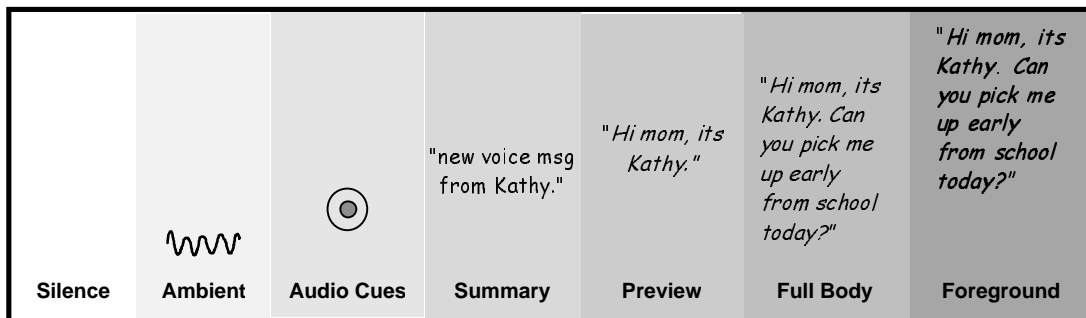 "new voice msg
from Kathy."
"Hi mom, its
Kathy."
"Hi mom, its
Kathy. Can
you pick me
up early
from school
today?"
"Hi mom, its
Kathy. Can
you pick me
up early
from school
today?"
Silence
Ambient
Audio Cues
Summary
Preview
Full Body
Foreground